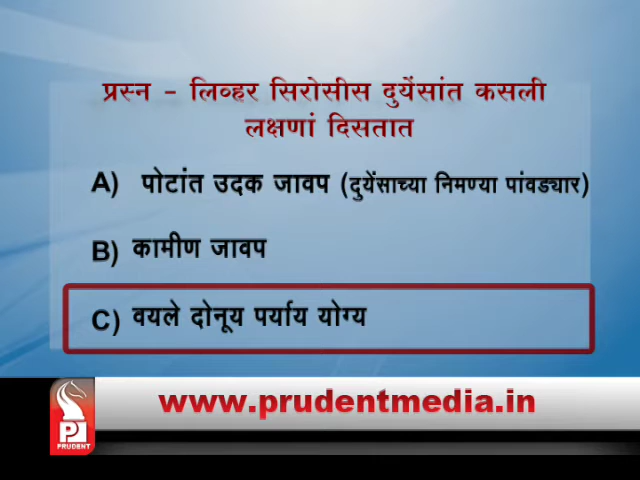 प्रस्न - लिव्हर सिरोसीस दुयेंसांत कसली
लक्षणां दिसतात
A) पोटांत उदक जावप (दुयेंसाच्या निमण्या पांवड्यार)
B) कामीण जावप
C) वयले दोनूय पर्याय योग्य
www.prudentmedia.in
PRUDENT